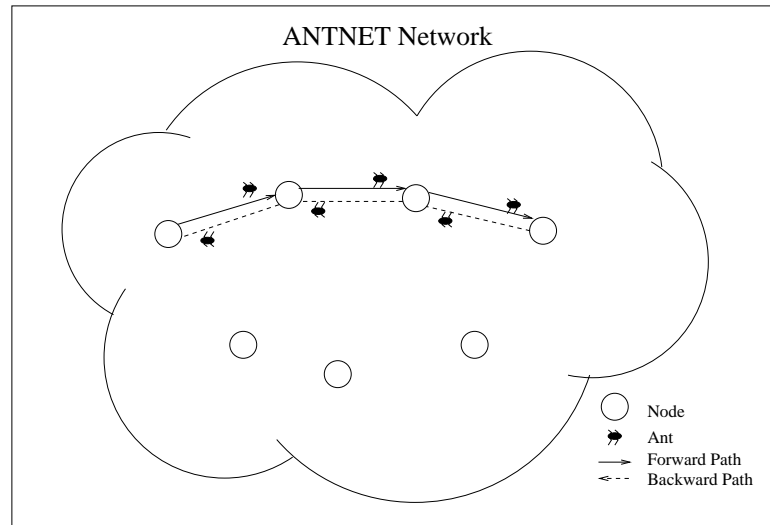 ANTNET Network
Node
Ant
Forward Path
Backward Path